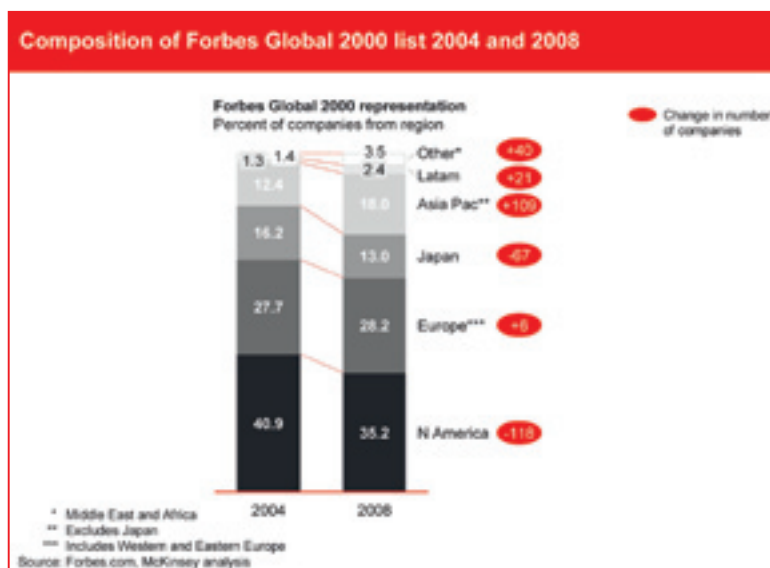 Composition of Forbes Global 2000 list 2004 and 2008
Forbes Global 2000 representation
Percent of companies from region
Change in number
of companies
1.3 1.4 3.5 Other* +40
2.4 Latam +21
12.4 18.0 Asia Pac** +109
16.2 13.0 Japan -67
27.7 28.2 Europe*** +6
40.9 35.2 N America -118
2004 2008
* Middle East and Africa
** Excludes Japan
*** Includes Western and Eastern Europe
Source: Forbes.com, McKinsey analysis